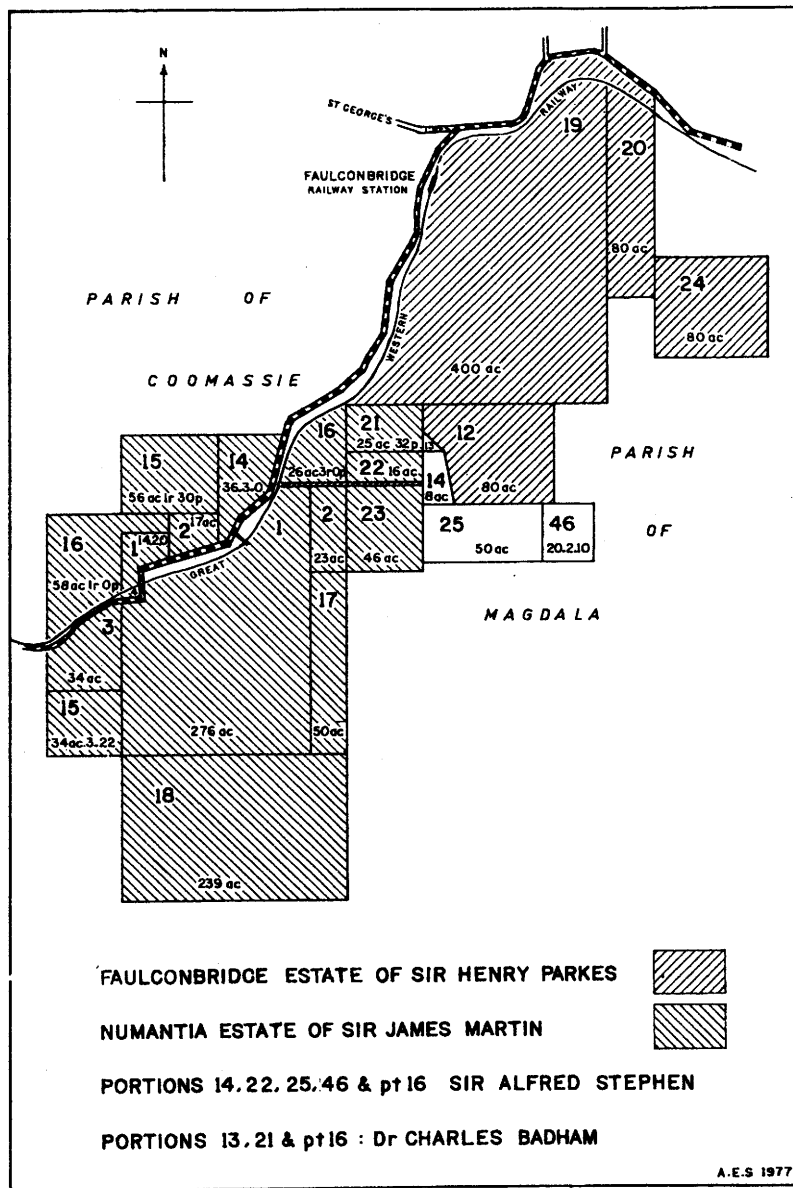 N
ST GEORGE'S
RAILWAY
19
20
FAULCONBRIDGE
RAILWAY STATION
80 ac
24
PARISH OF
WESTERN
80 ac
COOMASSIE
400 ac
16
21
12
15
14
25 ac 32p
13
PARISH
26 ac 3r 0p
22 16 ac.
14
56 ac 1r 30p
36.3.0
8 ac
80 ac
16
1 14.2.0
2 17 ac
1
2
23
25
46
OF
58 ac 1r 0p
GREAT
23 ac
46 ac
50 ac
20.2.10
4
3
17
MAGDALA
34 ac
15
34 ac.3.22
276 ac
50 ac
18
239 ac
FAULCONBRIDGE ESTATE OF SIR HENRY PARKES
NUMANTIA ESTATE OF SIR JAMES MARTIN
PORTIONS 14, 22, 25, 46 & pt 16 SIR ALFRED STEPHEN
PORTIONS 13, 21 & pt 16 : Dr CHARLES BADHAM
A.E.S 1977